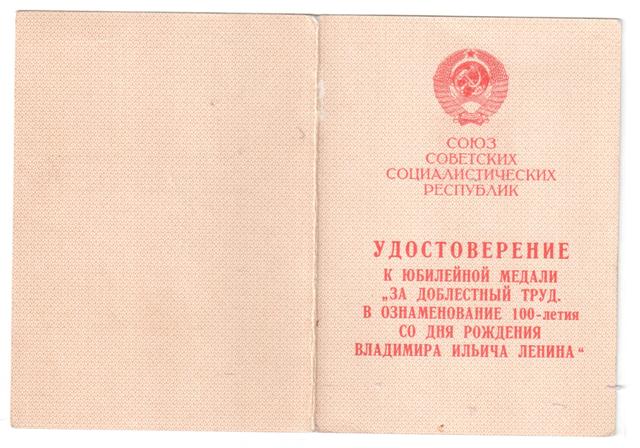 СОЮЗ
СОВЕТСКИХ
СОЦИАЛИСТИЧЕСКИХ
РЕСПУБЛИК
УДОСТОВЕРЕНИЕ
К ЮБИЛЕЙНОЙ МЕДАЛИ
„ЗА ДОБЛЕСТНЫЙ ТРУД.
В ОЗНАМЕНОВАНИЕ 100-летия
СО ДНЯ РОЖДЕНИЯ
ВЛАДИМИРА ИЛЬИЧА ЛЕНИНА“